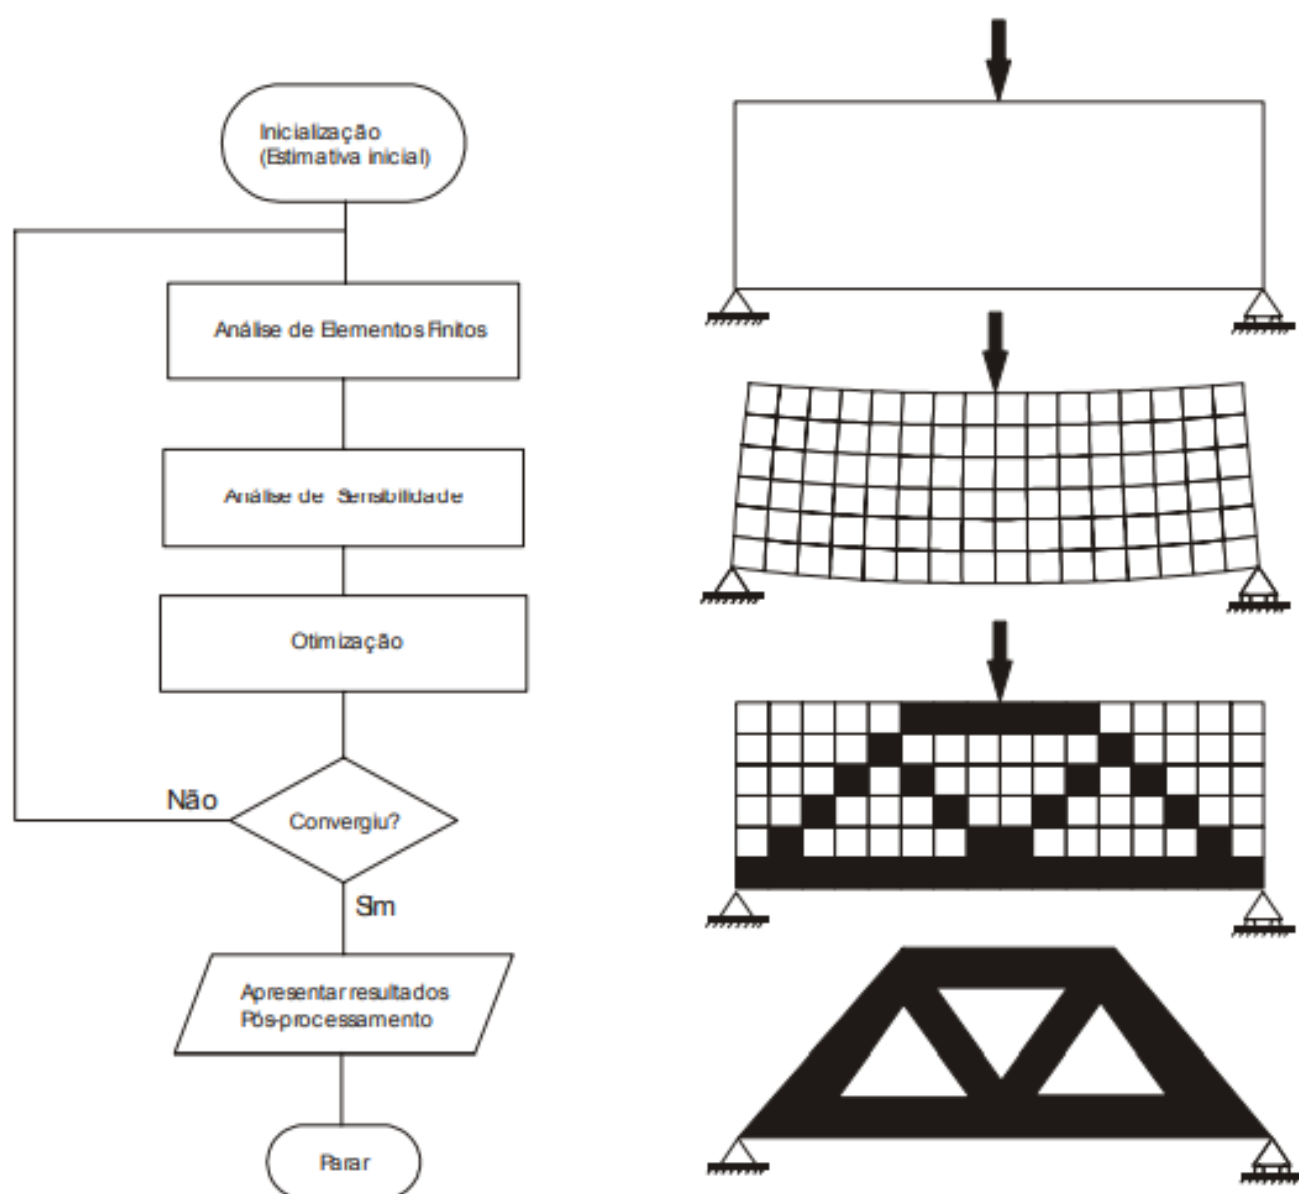 Inicialização
(Estimativa inicial)
Análise de Elementos Finitos
Análise de Sensibilidade
Otimização
Não
Convergiu?
Sim
Apresentar resultados
Pós-processamento
Parar